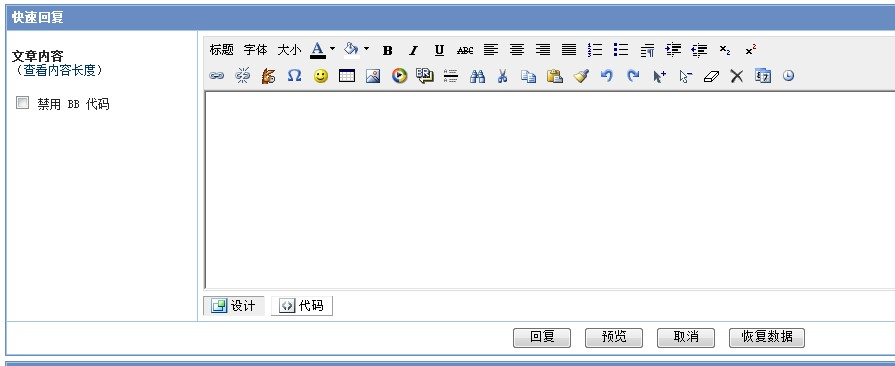 快速回复
文章内容
（查看内容长度）
禁用 BB 代码
标题 字体 大小 A B I U ABC
设计 代码
回复 预览 取消 恢复数据